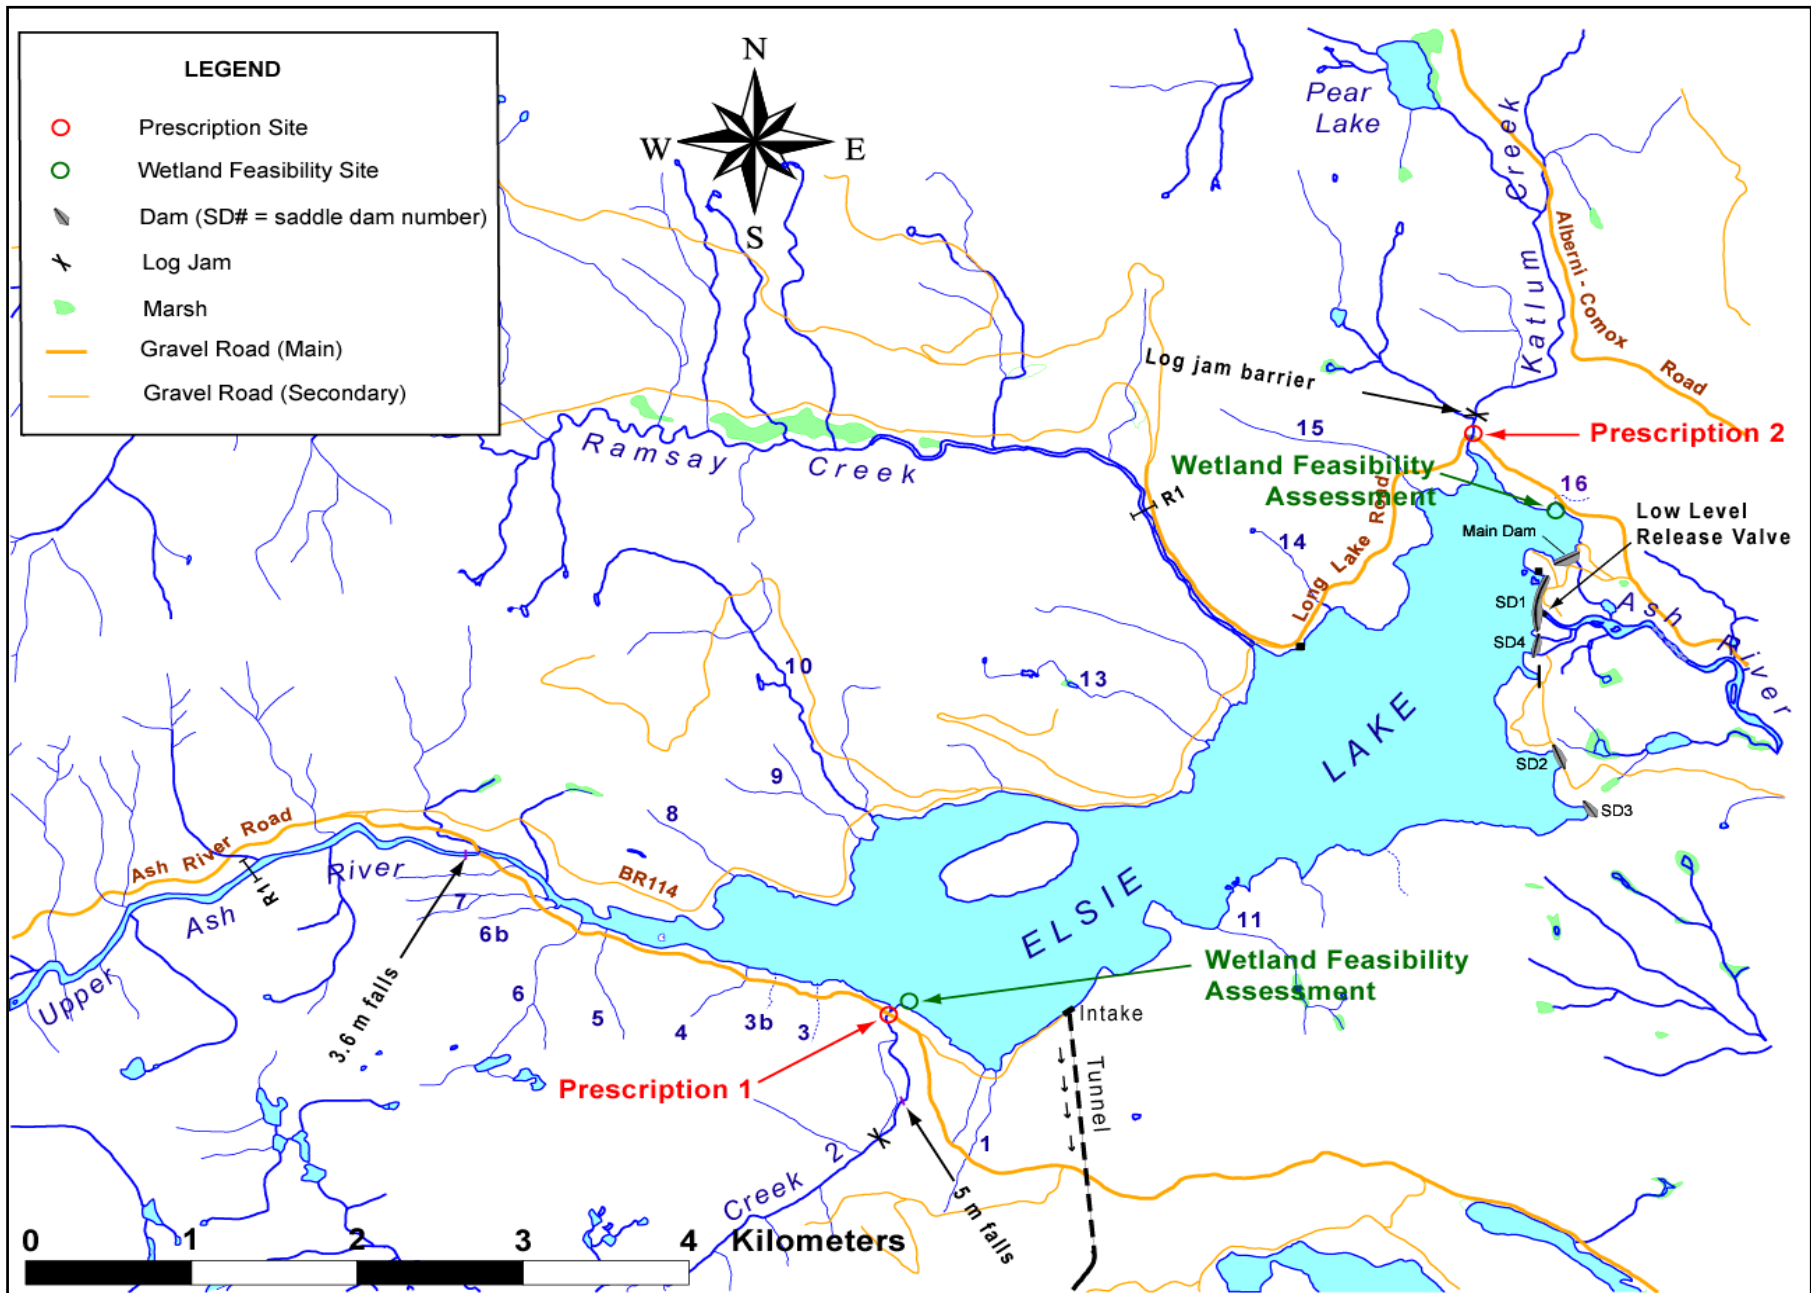 LEGEND
Prescription Site
Wetland Feasibility Site
Dam (SD# = saddle dam number)
Log Jam
Marsh
Gravel Road (Main)
Gravel Road (Secondary)
N
W
E
S
Pear
Lake
Katlum Creek
Alberni - Comox
Road
Log jam barrier
15
Prescription 2
Ramsay Creek
Wetland Feasibility
Assessment
16
R1
Low Level
Release Valve
Main Dam
14
Long Lake Road
SD1
Ash River
SD4
10
13
LAKE
SD2
9
SD3
8
Ash River Road
River
BR114
R1
7
Ash
6b
ELSIE
11
Upper
Wetland Feasibility
Assessment
3.6 m falls
6
5
4
3b
3
Intake
Tunnel
Prescription 1
1
Creek 2
5 m falls
0 1 2 3 4 Kilometers